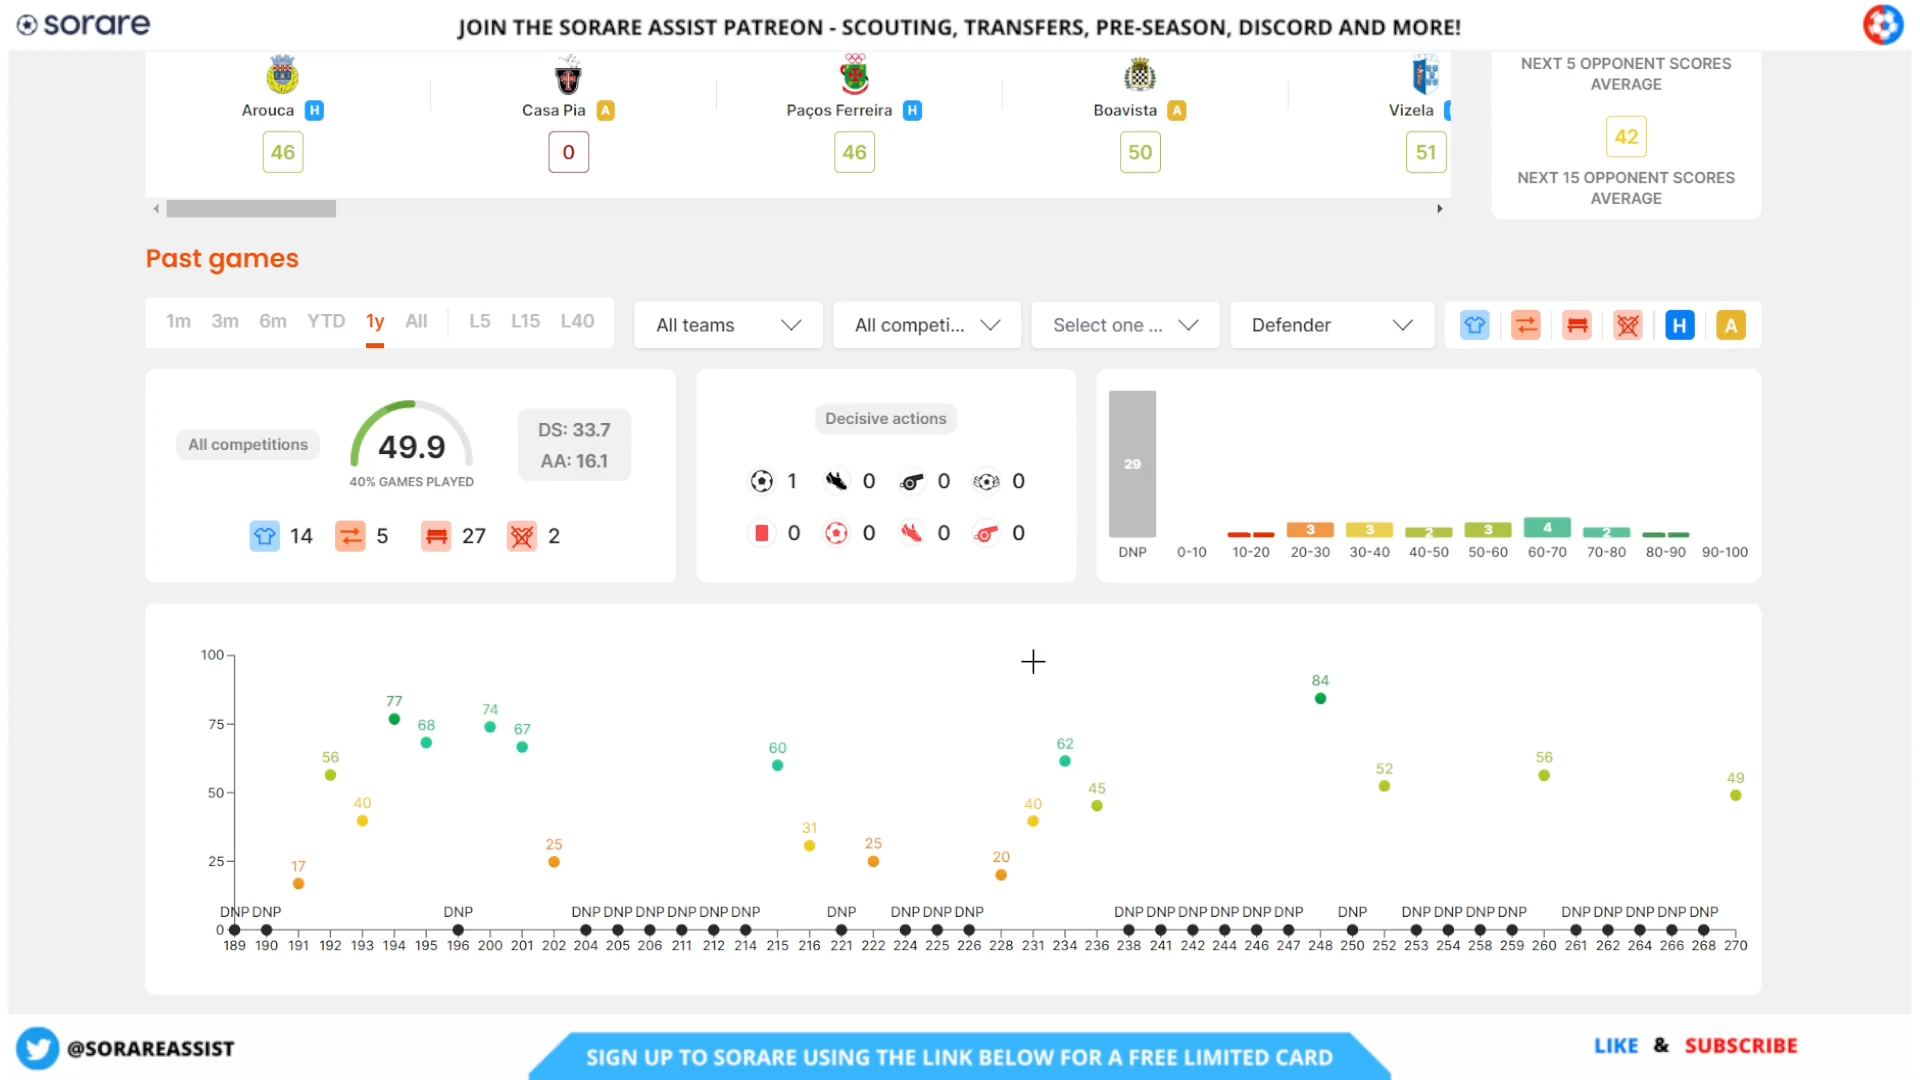 sorare
JOIN THE SORARE ASSIST PATREON - SCOUTING, TRANSFERS, PRE-SEASON, DISCORD AND MORE!
Arouca H
Casa Pia A
Paços Ferreira H
Boavista A
Vizela
46
0
46
50
51
NEXT 5 OPPONENT SCORES
AVERAGE
42
NEXT 15 OPPONENT SCORES
AVERAGE
Past games
1m 3m 6m YTD 1y All L5 L15 L40
All teams
All competi...
Select one ...
Defender
H A
All competitions
49.9
40% GAMES PLAYED
DS: 33.7
AA: 16.1
14 5 27 2
Decisive actions
1 0 0 0
0 0 0 0
29 3 3 2 3 4 2
DNP 0-10 10-20 20-30 30-40 40-50 50-60 60-70 70-80 80-90 90-100
100
75
50
25
0
17 56 40 77 68 74 67 25 60 31 25 20 40 62 45 84 52 56 49
DNP DNP DNP DNP DNP DNP DNP DNP DNP DNP DNP DNP DNP DNP DNP DNP DNP DNP DNP DNP DNP DNP DNP DNP DNP DNP DNP DNP DNP
189 190 191 192 193 194 195 196 200 201 202 204 205 206 211 212 214 215 216 221 222 224 225 226 228 231 234 236 238 241 242 244 246 247 248 250 252 253 254 258 259 260 261 262 264 266 268 270
@SORAREASSIST
SIGN UP TO SORARE USING THE LINK BELOW FOR A FREE LIMITED CARD
LIKE & SUBSCRIBE